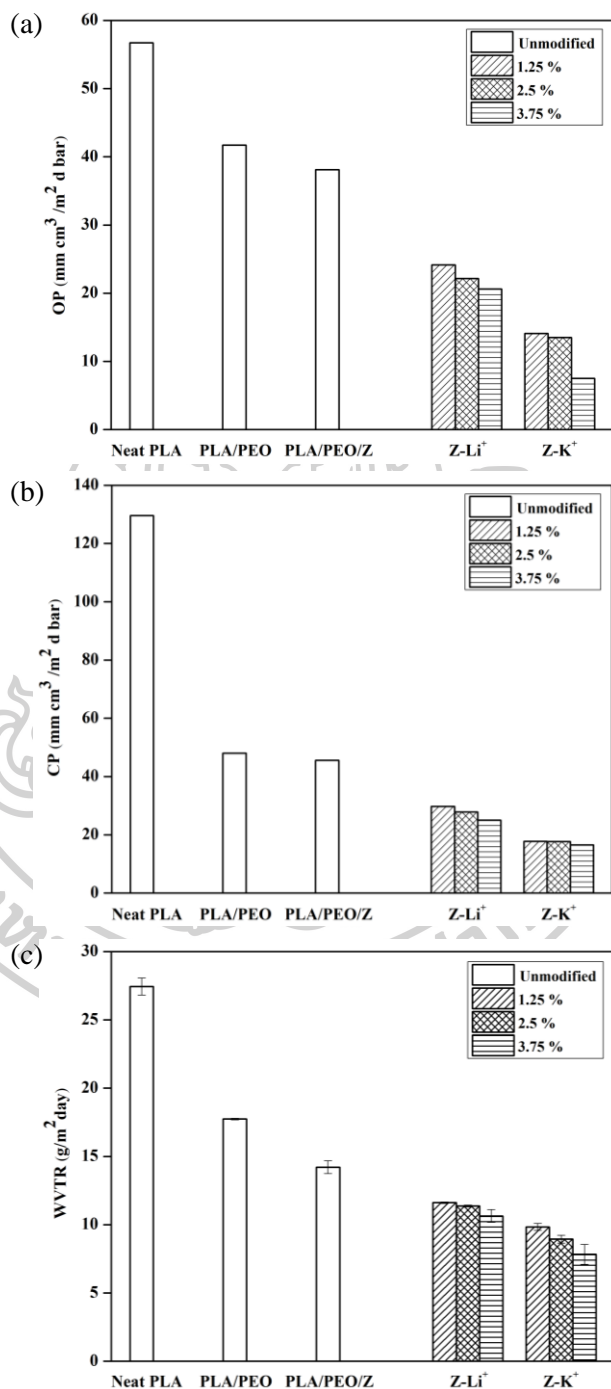 (a)
60
50
40
30
20
10
0
OP (mm cm³ /m² d bar)
Unmodified
1.25 %
2.5 %
3.75 %
Neat PLA PLA/PEO PLA/PEO/Z Z-Li⁺ Z-K⁺
(b)
140
120
100
80
60
40
20
0
CP (mm cm³ /m² d bar)
Unmodified
1.25 %
2.5 %
3.75 %
Neat PLA PLA/PEO PLA/PEO/Z Z-Li⁺ Z-K⁺
(c)
30
25
20
15
10
5
0
WVTR (g/m²day)
Unmodified
1.25 %
2.5 %
3.75 %
Neat PLA PLA/PEO PLA/PEO/Z Z-Li⁺ Z-K⁺